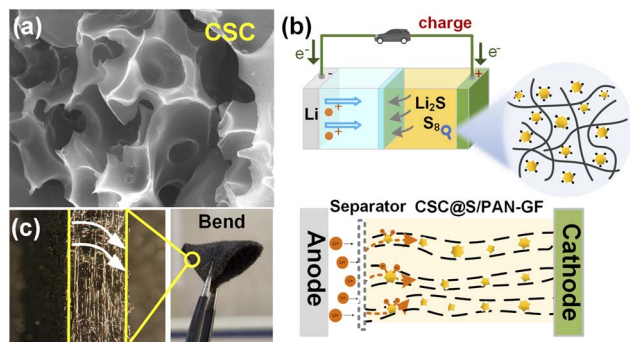 (a)
CSC
(b)
charge
e-
e-
-
+
Li
+
+
Li₂S
S₈
(c)
Bend
Separator CSC@S/PAN-GF
Anode
Cathode